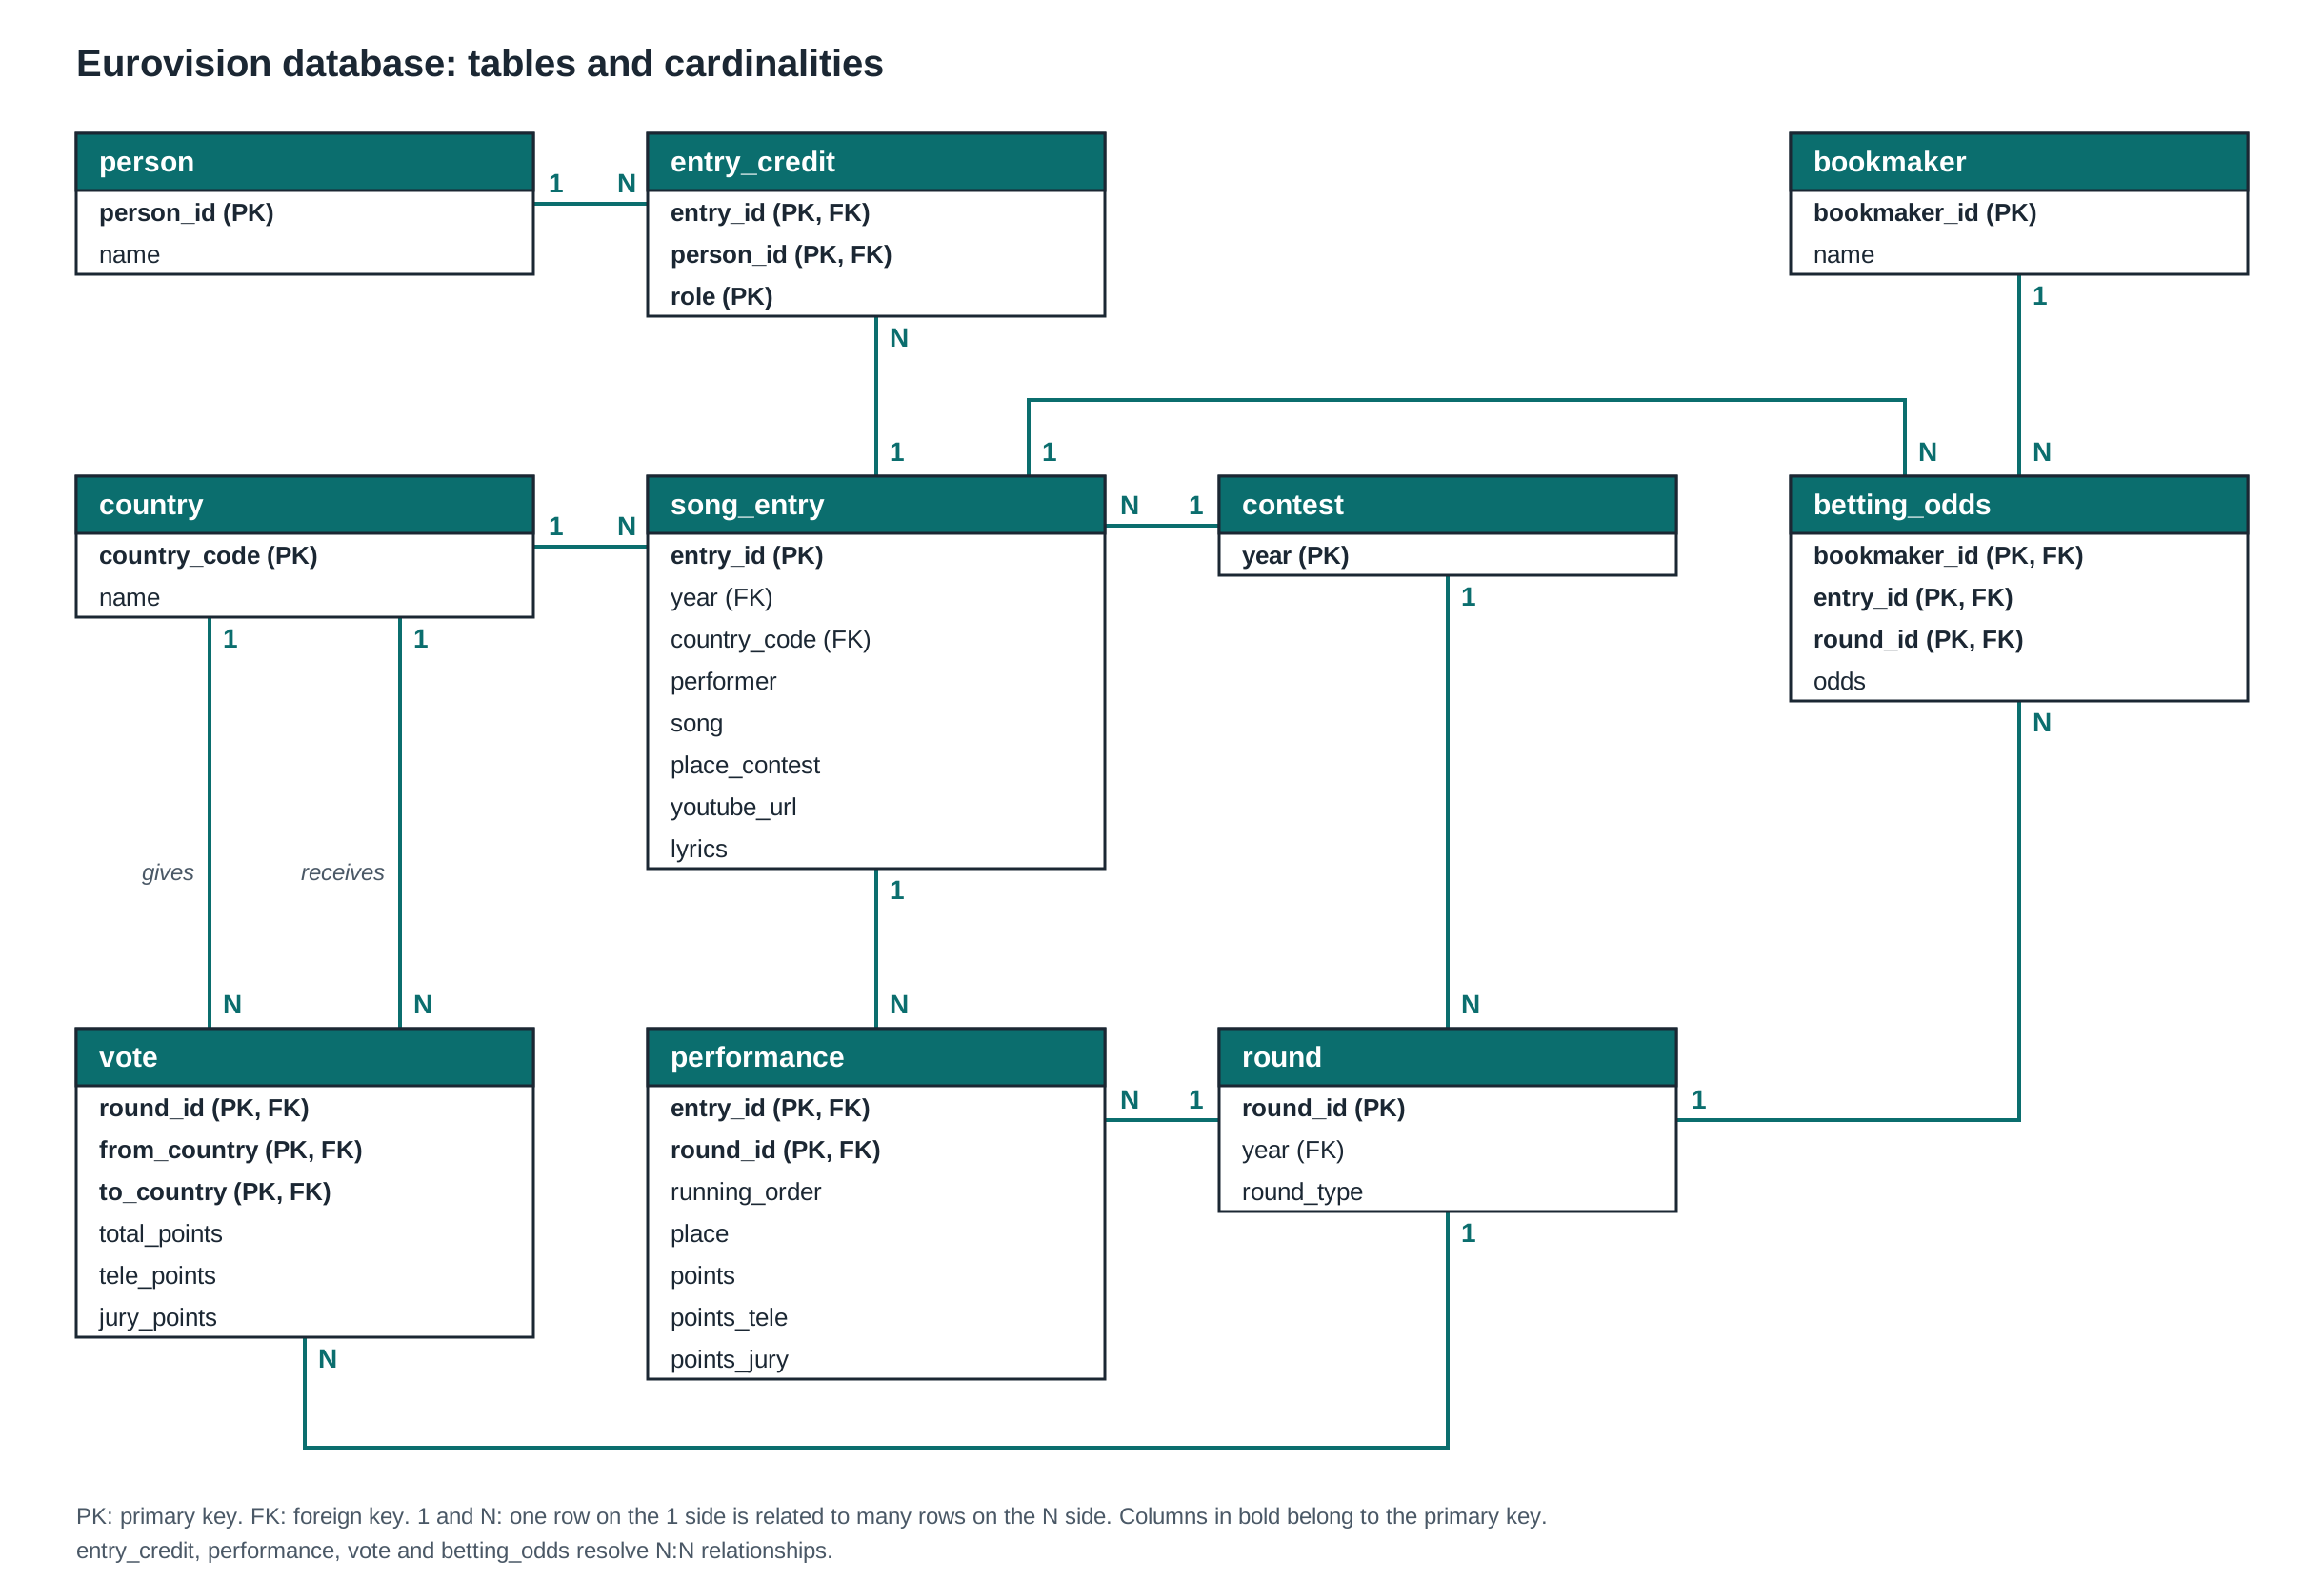 Eurovision database: tables and cardinalities
person
person_id (PK)
name
1 N
entry_credit
entry_id (PK, FK)
person_id (PK, FK)
role (PK)
N
1
bookmaker
bookmaker_id (PK)
name
1
N
1
N
country
country_code (PK)
name
1 N
song_entry
entry_id (PK)
year (FK)
country_code (FK)
performer
song
place_contest
youtube_url
lyrics
N 1
contest
year (PK)
betting_odds
bookmaker_id (PK, FK)
entry_id (PK, FK)
round_id (PK, FK)
odds
1
1
gives
receives
N
N
1
N
1
N
N
vote
round_id (PK, FK)
from_country (PK, FK)
to_country (PK, FK)
total_points
tele_points
jury_points
N
performance
entry_id (PK, FK)
round_id (PK, FK)
running_order
place
points
points_tele
points_jury
N 1
round
round_id (PK)
year (FK)
round_type
1
1
PK: primary key. FK: foreign key. 1 and N: one row on the 1 side is related to many rows on the N side. Columns in bold belong to the primary key.
entry_credit, performance, vote and betting_odds resolve N:N relationships.